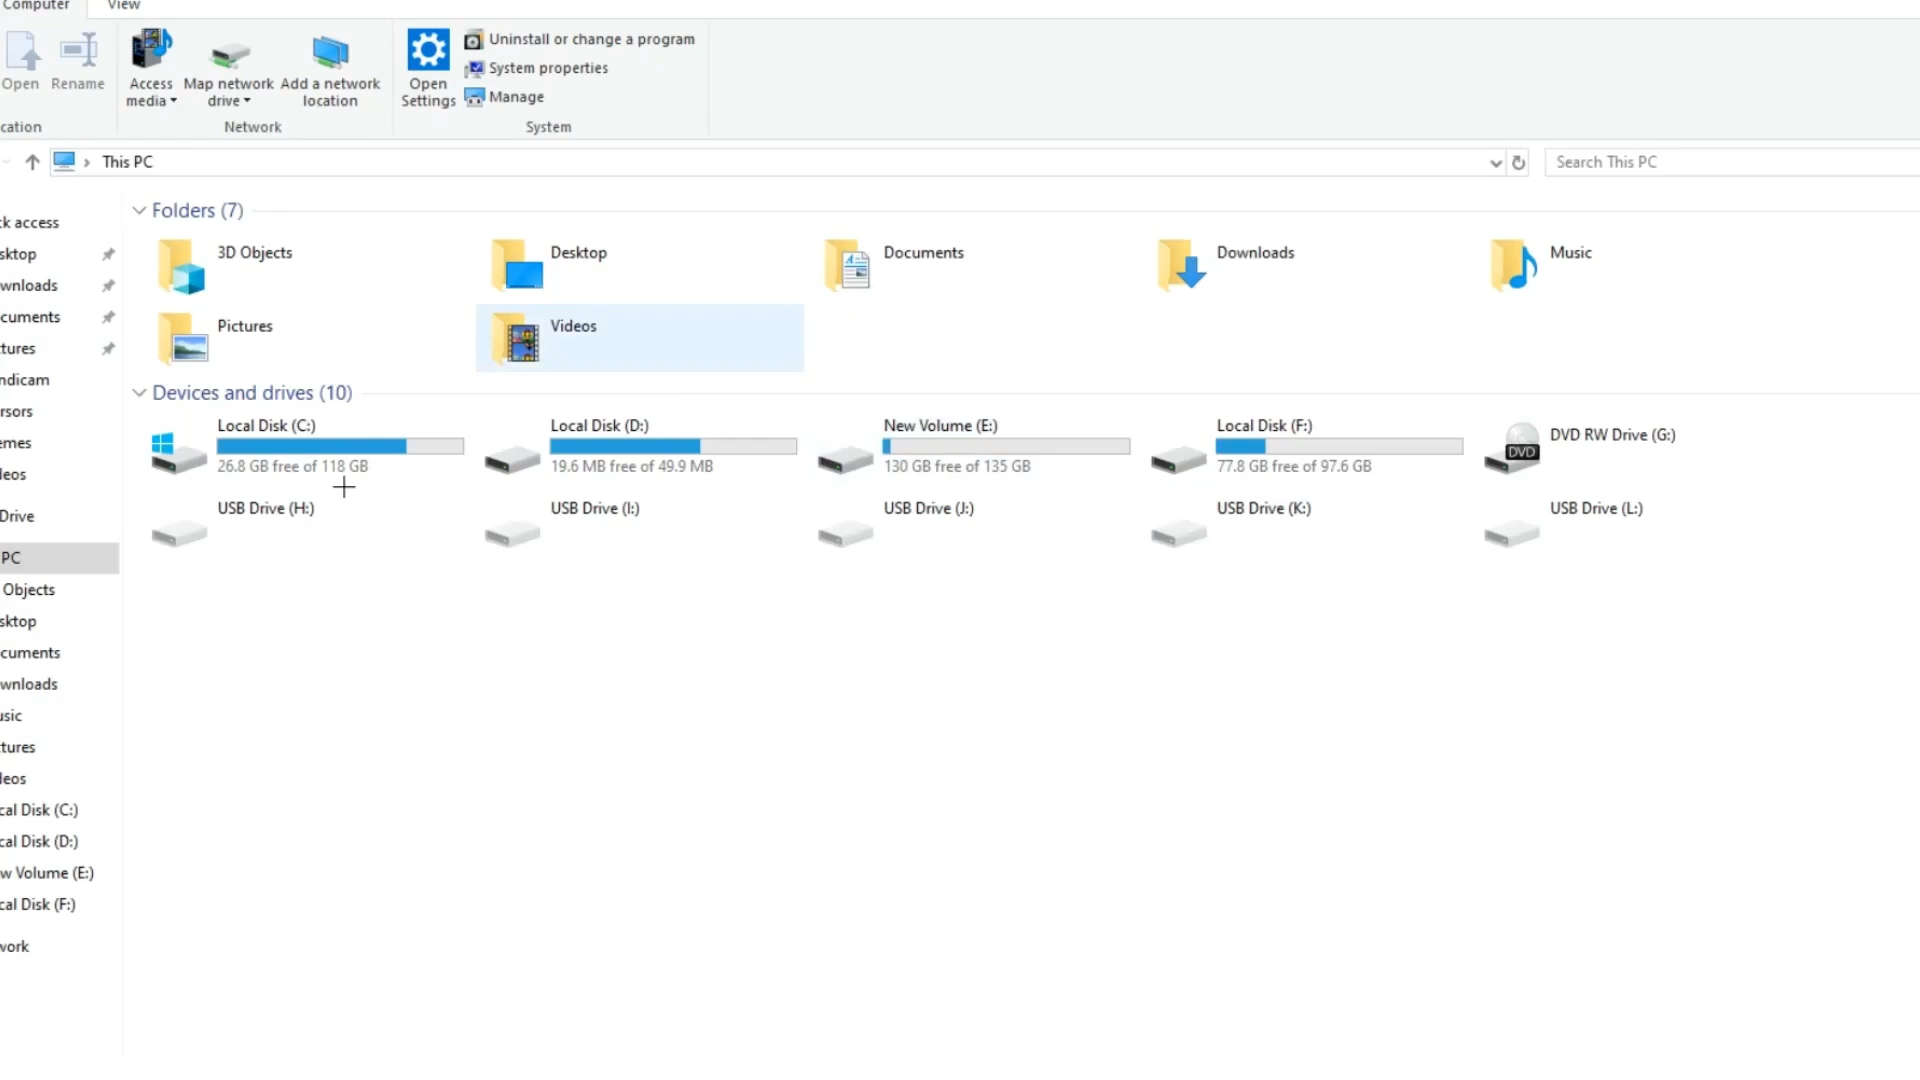 Computer
View
Open
Rename
Access
media
Map network
drive
Add a network
location
Open
Settings
Uninstall or change a program
System properties
Manage
cation
Network
System
This PC
Search This PC
ck access
sktop
wnloads
cuments
tures
ndicam
rsors
emes
leos
Drive
PC
Objects
sktop
cuments
wnloads
usic
tures
leos
cal Disk (C:)
cal Disk (D:)
w Volume (E:)
cal Disk (F:)
work
Folders (7)
3D Objects
Desktop
Documents
Downloads
Music
Pictures
Videos
Devices and drives (10)
Local Disk (C:)
26.8 GB free of 118 GB
Local Disk (D:)
19.6 MB free of 49.9 MB
New Volume (E:)
130 GB free of 135 GB
Local Disk (F:)
77.8 GB free of 97.6 GB
DVD
DVD RW Drive (G:)
USB Drive (H:)
USB Drive (I:)
USB Drive (J:)
USB Drive (K:)
USB Drive (L:)